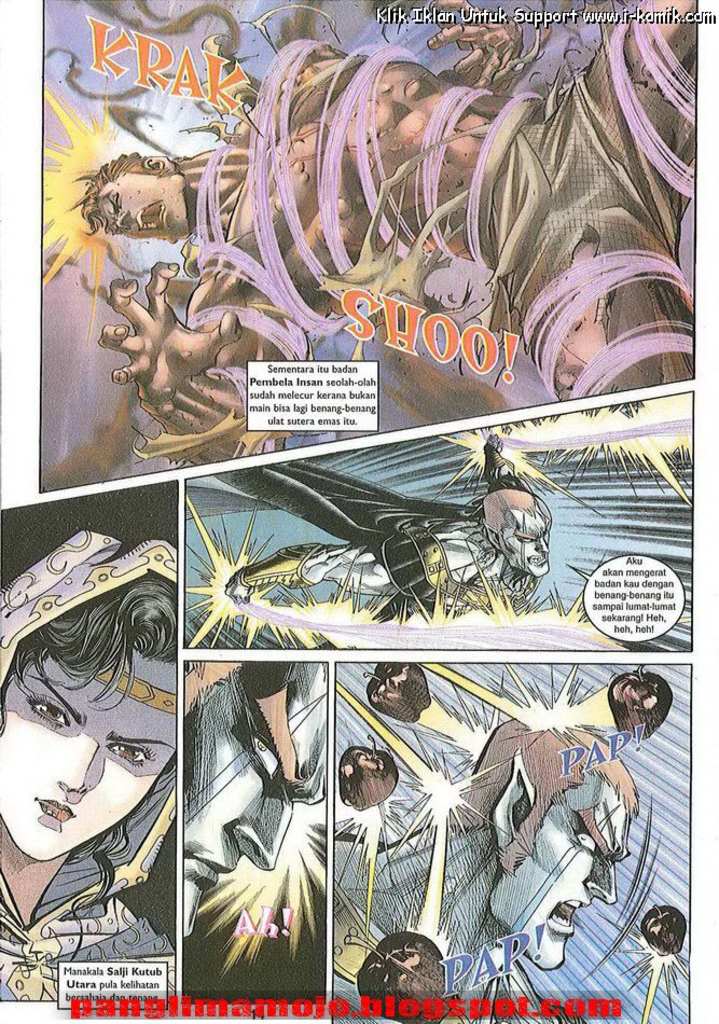 Klik Iklan Untuk Support www.i-komik.com
KRAK
SHOO!
Sementara itu badan
Pembela Insan seolah-olah
sudah melecur kerana bukan
main bisa lagi benang-benang
ulat sutera emas itu.
Aku
akan mengerat
badan kau dengan
benang-benang itu
sampai lumat-lumat
sekarang! Heh,
heh, heh!
Manakala Salji Kutub
Utara pula kelihatan
bersahaja dan tenang
Ah!
PAP!
PAP!
panglimamojo.blogspot.com